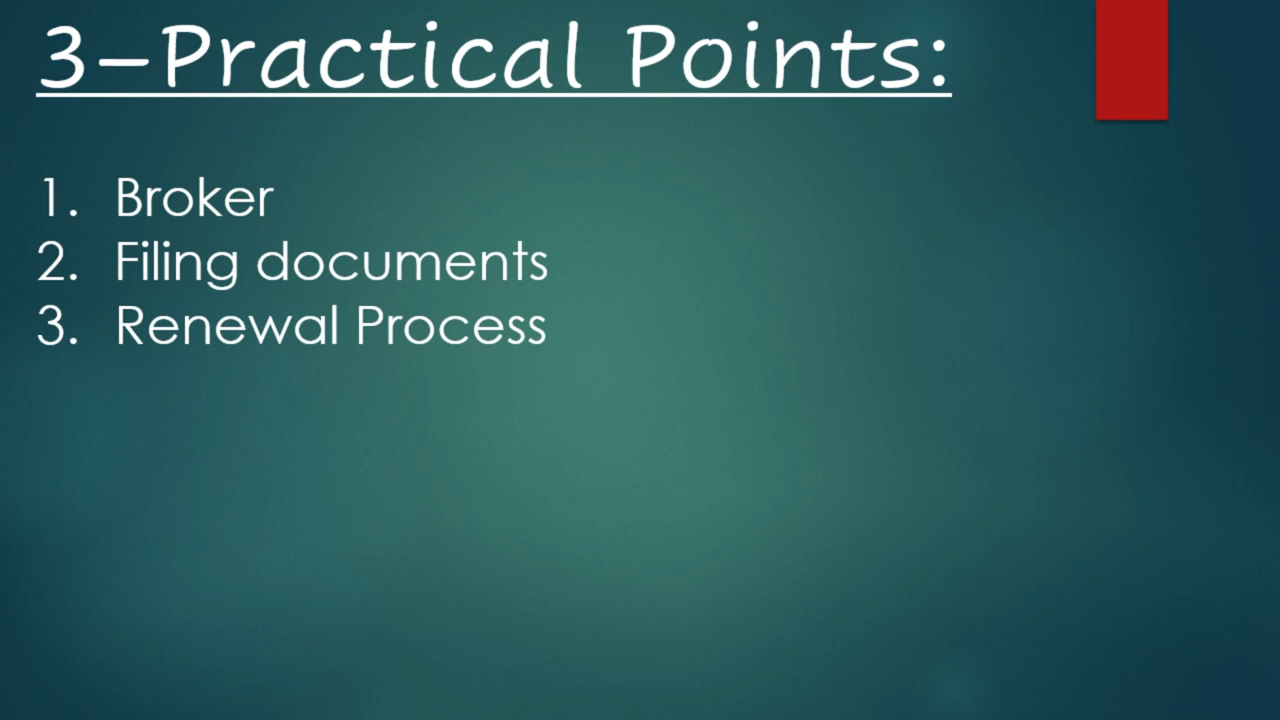 3–Practical Points:
1. Broker
2. Filing documents
3. Renewal Process